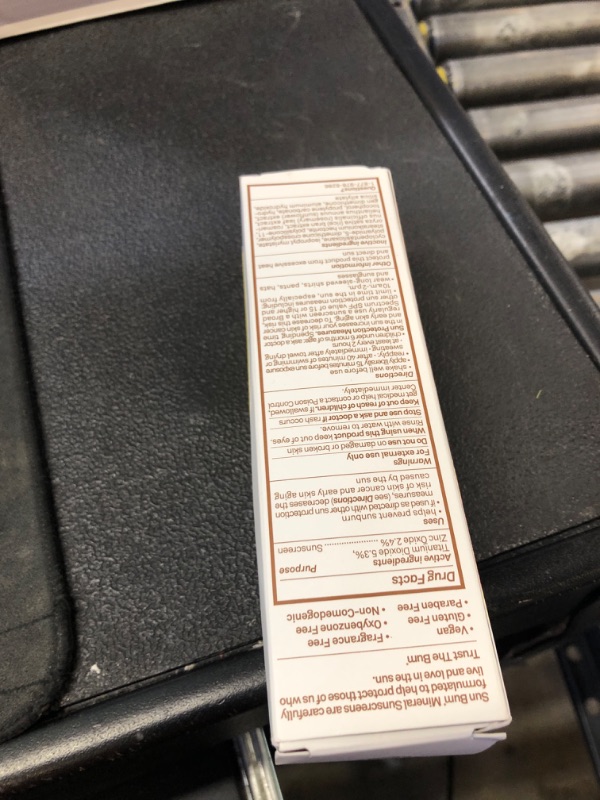 Sun Bum® Mineral Sunscreens are carefully
formulated to help protect those of us who
live and love in the sun.
Trust The Bum®
• Vegan
• Gluten Free
• Paraben Free
• Fragrance Free
• Oxybenzone Free
• Non-Comedogenic
Drug Facts
Active ingredients Purpose
Titanium Dioxide 5.3%,
Zinc Oxide 2.4% .................... Sunscreen
Uses
• helps prevent sunburn
• if used as directed with other sun protection
measures, (see Directions) decreases the
risk of skin cancer and early skin aging
caused by the sun
Warnings
For external use only
Do not use on damaged or broken skin
When using this product keep out of eyes.
Rinse with water to remove.
Stop use and ask a doctor if rash occurs
Keep out of reach of children. If swallowed,
get medical help or contact a Poison Control
Center immediately.
Directions
• shake well before use
• apply liberally 15 minutes before sun exposure
• reapply: - after 40 minutes of swimming or
sweating - immediately after towel drying
- at least every 2 hours
• children under 6 months of age: ask a doctor
Sun Protection Measures. Spending time
in the sun increases your risk of skin cancer
and early skin aging. To decrease this risk,
regularly use a sunscreen with a Broad
Spectrum SPF value of 15 or higher and
other sun protection measures including:
• limit time in the sun, especially from
10a.m.-2p.m.
• wear long-sleeved shirts, pants, hats
and sunglasses
Other information
protect this product from excessive heat
and direct sun
Inactive ingredients
isopropyl myristate,
extract,
aluminum hydroxide,
Questions?